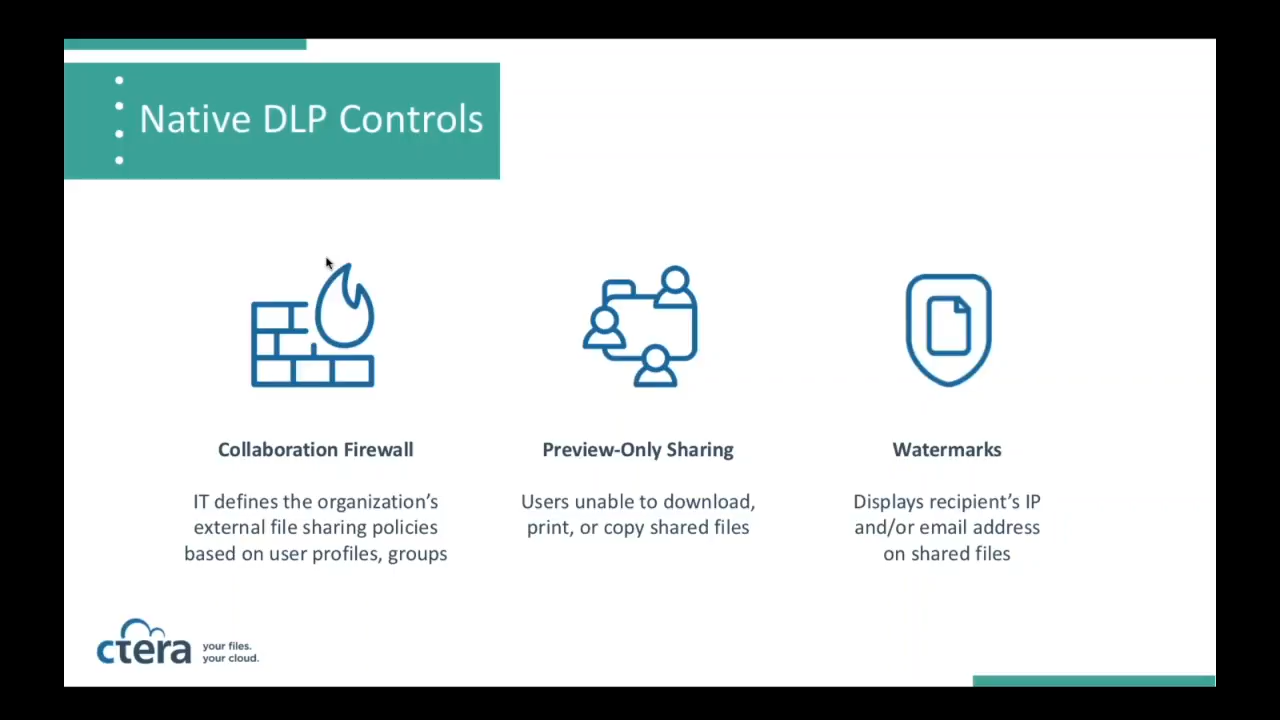 Native DLP Controls
Collaboration Firewall
IT defines the organization’s
external file sharing policies
based on user profiles, groups
Preview-Only Sharing
Users unable to download,
print, or copy shared files
Watermarks
Displays recipient’s IP
and/or email address
on shared files
ctera
your files.
your cloud.